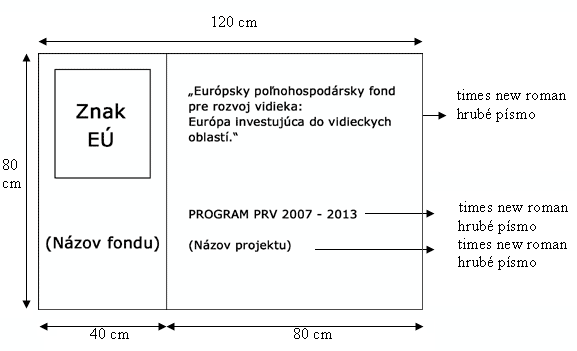 120 cm
Znak
EÚ
„Európsky poľnohospodársky fond
pre rozvoj vidieka:
Európa investujúca do vidieckych
oblastí.“
times new roman
hrubé písmo
80
cm
PROGRAM PRV 2007 - 2013
times new roman
hrubé písmo
(Názov fondu)
(Názov projektu)
times new roman
hrubé písmo
40 cm
80 cm